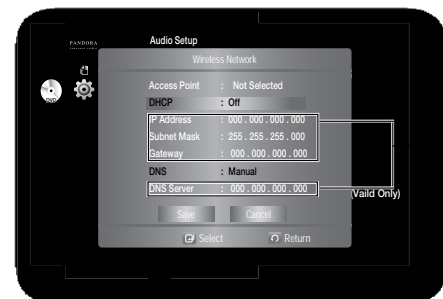 PANDORA
Audio Setup
Wireless Network
Access Point : Not Selected
DHCP : Off
IP Address : 000 . 000 . 000 . 000
Subnet Mask : 255 . 255 . 255 . 000
Gateway : 000 . 000 . 000 . 000
DNS : Manual
DNS Server : 000 . 000 . 000 . 000
(Vaild Only)
Save Cancel
Select Return